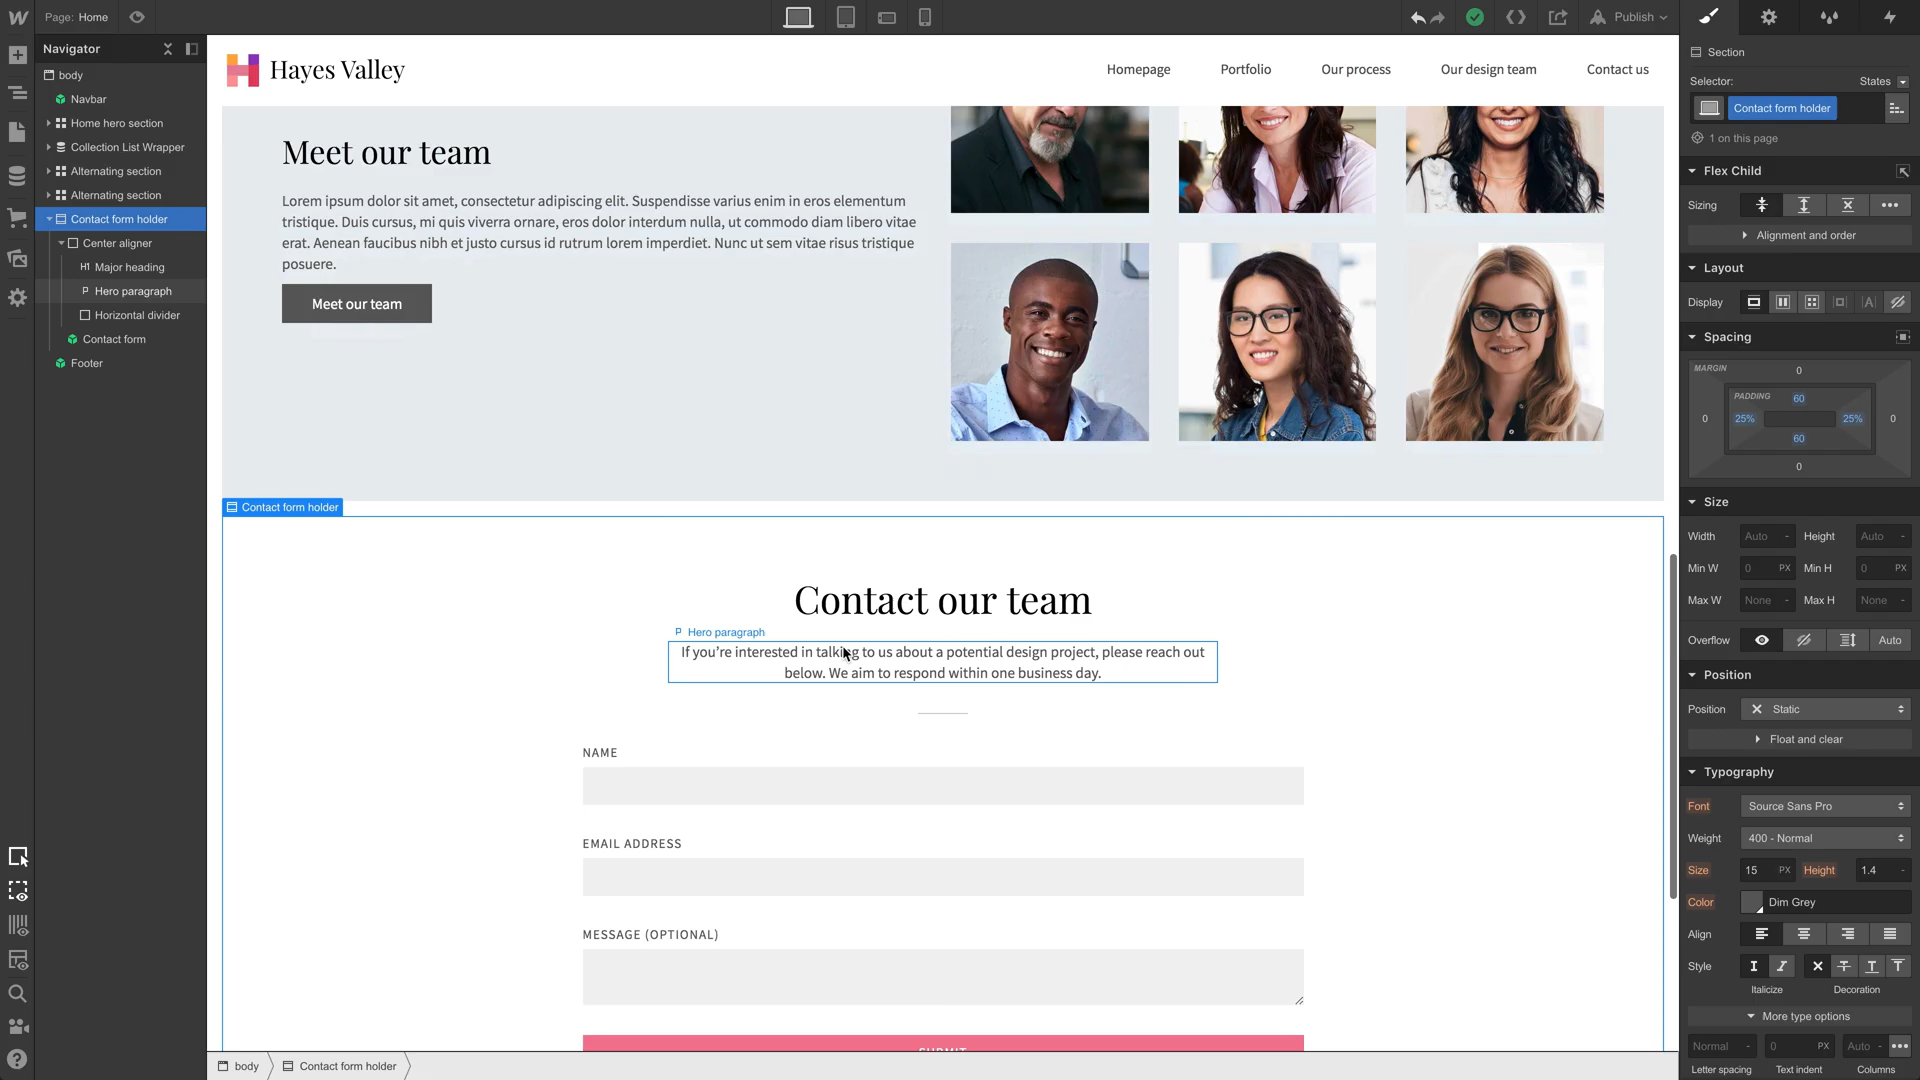 Page: Home
Publish
Navigator
body
Navbar
Home hero section
Collection List Wrapper
Alternating section
Alternating section
Contact form holder
Center aligner
H1 Major heading
P Hero paragraph
Horizontal divider
Contact form
Footer
Hayes Valley
Homepage
Portfolio
Our process
Our design team
Contact us
Meet our team
Lorem ipsum dolor sit amet, consectetur adipiscing elit. Suspendisse varius enim in eros elementum
tristique. Duis cursus, mi quis viverra ornare, eros dolor interdum nulla, ut commodo diam libero vitae
erat. Aenean faucibus nibh et justo cursus id rutrum lorem imperdiet. Nunc ut sem vitae risus tristique
posuere.
Meet our team
Contact form holder
Contact our team
P Hero paragraph
If you’re interested in talking to us about a potential design project, please reach out
below. We aim to respond within one business day.
NAME
EMAIL ADDRESS
MESSAGE (OPTIONAL)
SUBMIT
body
Contact form holder
Section
Selector:
States
Contact form holder
1 on this page
Flex Child
Sizing
Alignment and order
Layout
Display
Spacing
MARGIN
0
PADDING
60
0
25%
25%
0
60
0
Size
Width Auto - Height Auto -
Min W 0 PX Min H 0 PX
Max W None - Max H None -
Overflow Auto
Position
Position Static
Float and clear
Typography
Font Source Sans Pro
Weight 400 - Normal
Size 15 PX Height 1.4 -
Color Dim Grey
Align
Style
Italicize Decoration
More type options
Normal - 0 PX Auto -
Letter spacing Text indent Columns